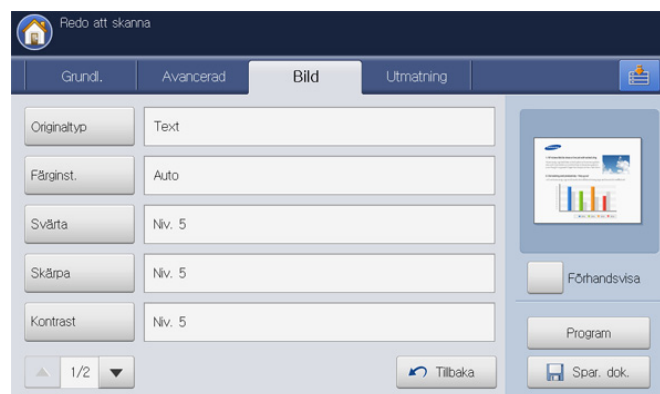 Redo att skanna
Grundl.
Avancerad
Bild
Utmatning
Originaltyp
Text
Färginst.
Auto
Svärta
Niv. 5
Skärpa
Niv. 5
Kontrast
Niv. 5
1/2
Tillbaka
Förhandsvisa
Program
Spar. dok.